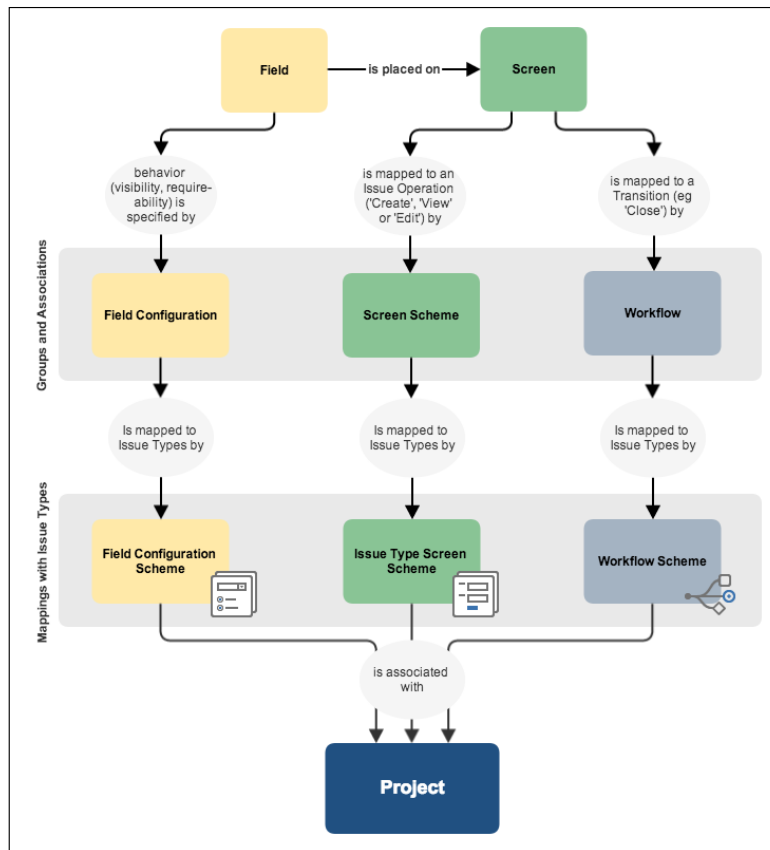 Field
is placed on
Screen
behavior
(visibility, require-
ability) is
specified by
is mapped to an
Issue Operation
('Create', 'View'
or 'Edit') by
is mapped to a
Transition (eg
'Close') by
Groups and Associations
Field Configuration
Screen Scheme
Workflow
Is mapped to
Issue Types by
Is mapped to
Issue Types by
Is mapped to
Issue Types by
Mappings with Issue Types
Field Configuration
Scheme
Issue Type Screen
Scheme
Workflow Scheme
is associated
with
Project